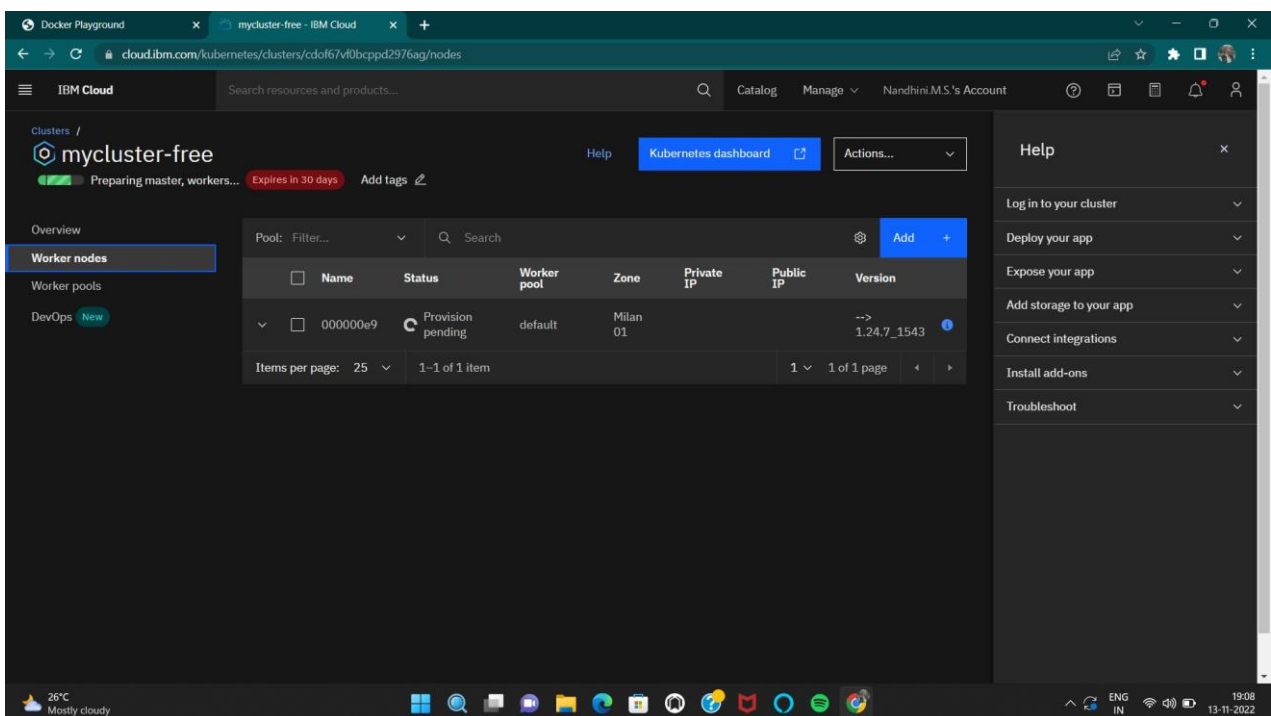 Docker Playground
mycluster-free - IBM Cloud
cloud.ibm.com/kubernetes/clusters/cdof67vf0bcppd2976ag/nodes
IBM Cloud
Search resources and products...
Catalog
Manage
Nandhini.M.S.'s Account
Clusters /
mycluster-free
Preparing master, workers...
Expires in 30 days
Add tags
Help
Kubernetes dashboard
Actions...
Overview
Worker nodes
Worker pools
DevOps New
Pool: Filter...
Search
Add +
Name Status Worker pool Zone Private IP Public IP Version
000000e9 Provision pending default Milan 01 --> 1.24.7_1543
Items per page: 25 1–1 of 1 item 1 1 of 1 page
Help
Log in to your cluster
Deploy your app
Expose your app
Add storage to your app
Connect integrations
Install add-ons
Troubleshoot
26°C
Mostly cloudy
ENG
IN
19:08
13-11-2022